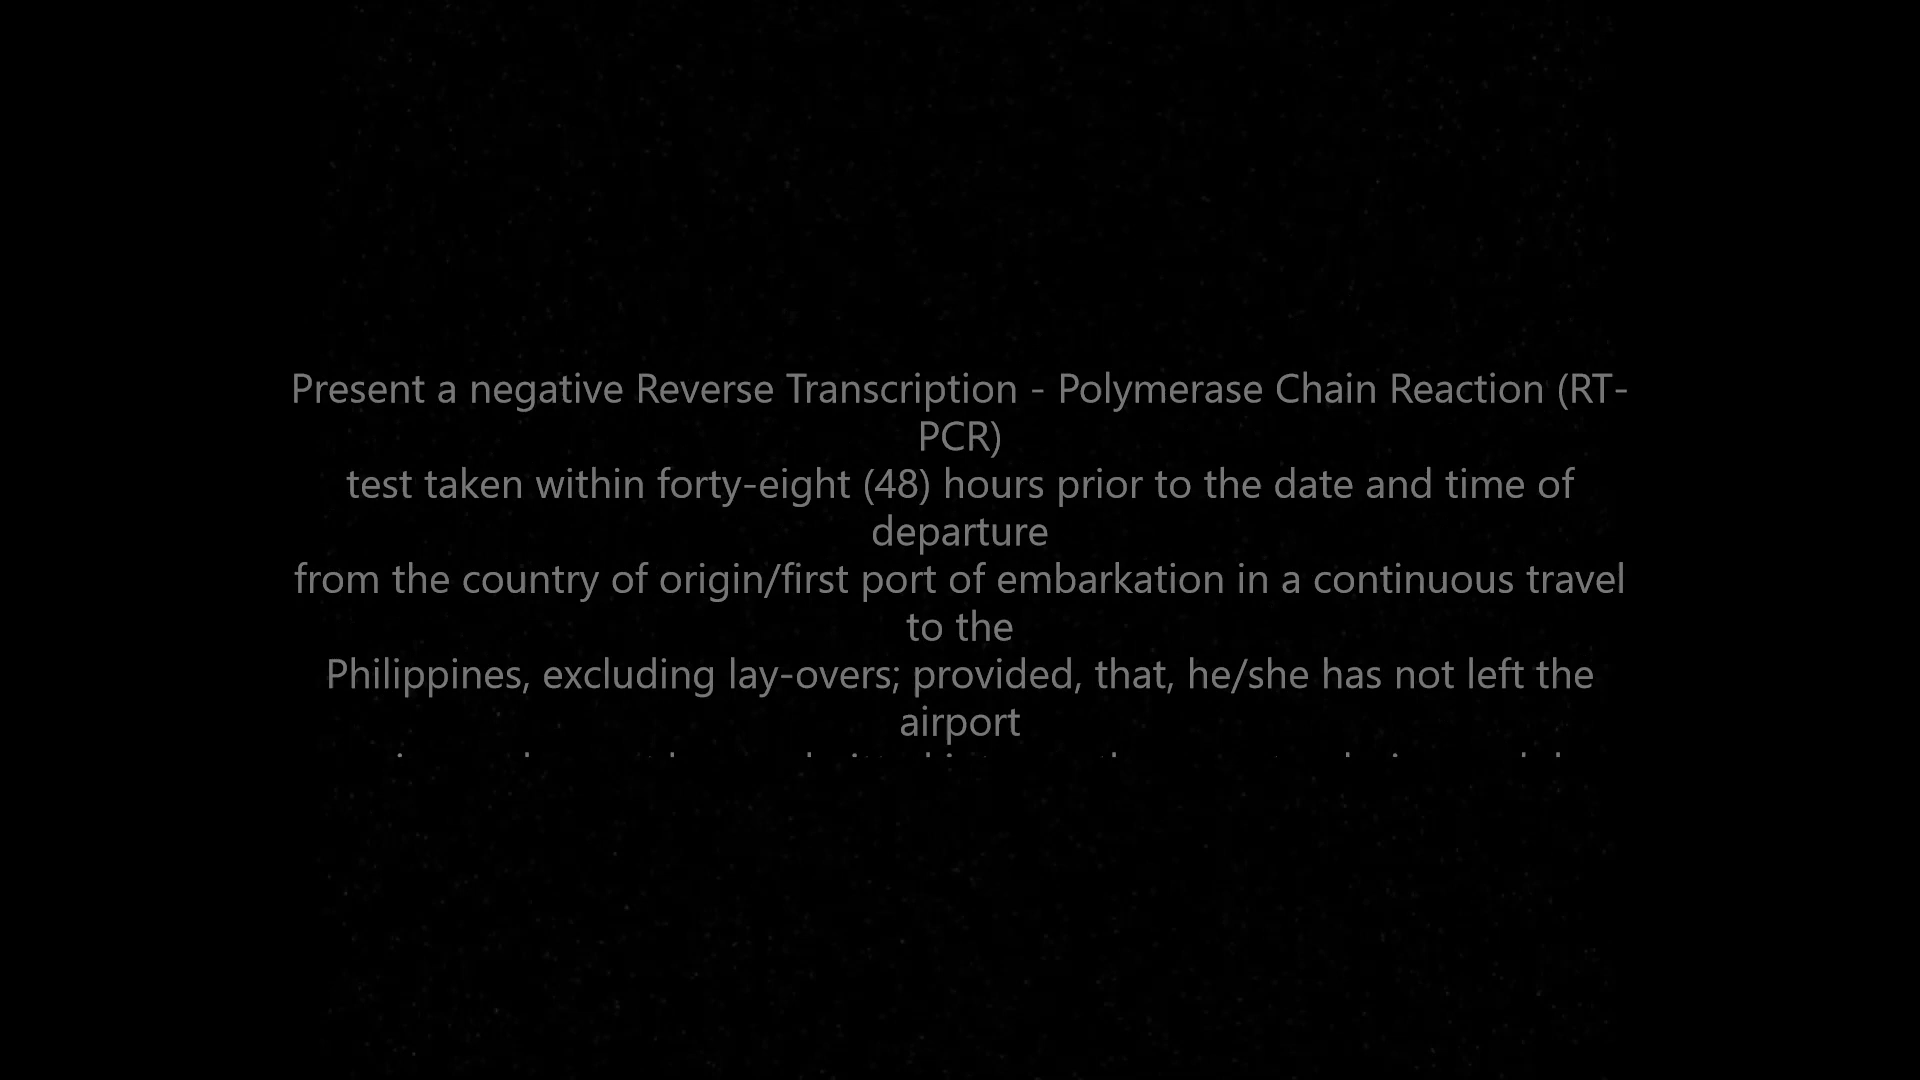 Present a negative Reverse Transcription - Polymerase Chain Reaction (RT-
PCR)
test taken within forty-eight (48) hours prior to the date and time of
departure
from the country of origin/first port of embarkation in a continuous travel
to the
Philippines, excluding lay-overs; provided, that, he/she has not left the
airport